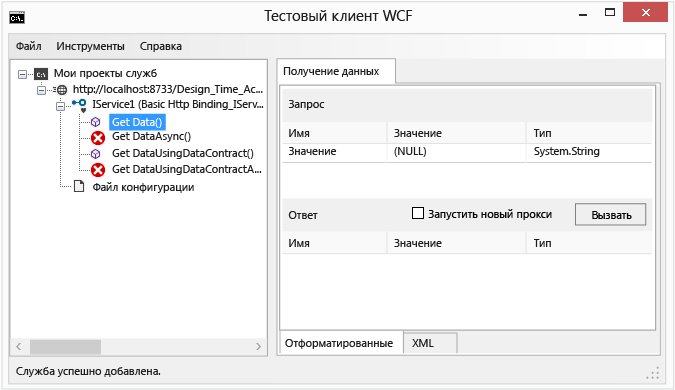 Тестовый клиент WCF
Файл Инструменты Справка
Мои проекты служб
http://localhost:8733/Design_Time_Ac...
IService1 (Basic Http Binding_IServ...
Get Data()
Get DataAsync()
Get DataUsingDataContract()
Get DataUsingDataContractA...
Файл конфигурации
Получение данных
Запрос
Имя Значение Тип
Значение (NULL) System.String
Ответ Запустить новый прокси Вызвать
Имя Значение Тип
Отформатированные XML
Служба успешно добавлена.